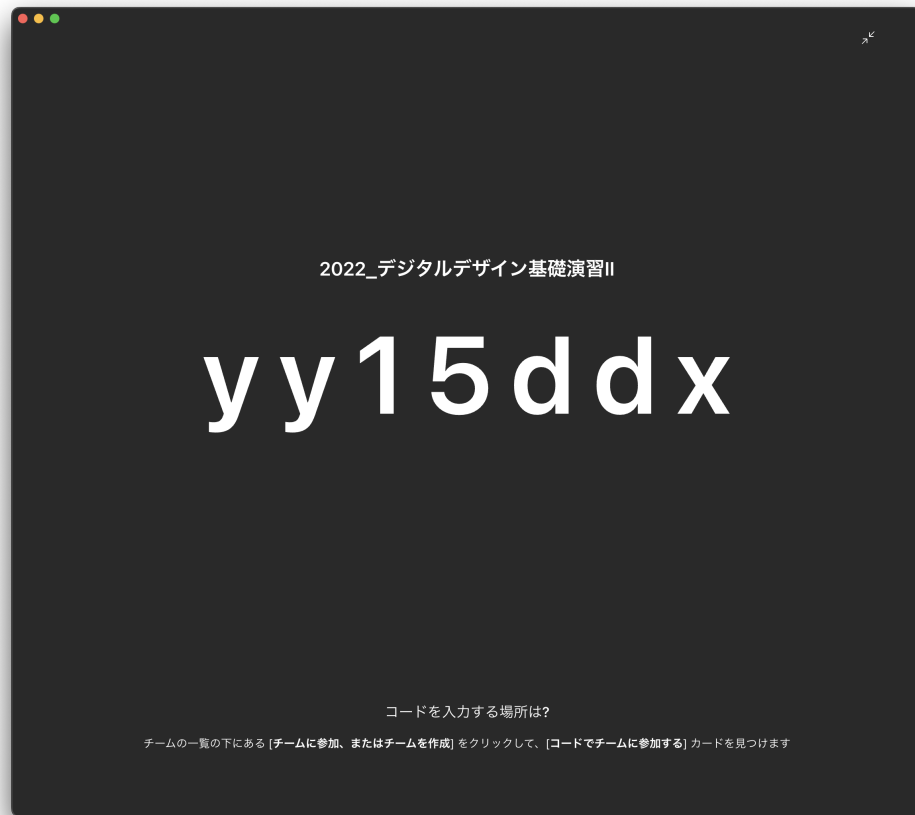 2022_デジタルデザイン基礎演習II
yy15ddx
コードを入力する場所は?
チームの一覧の下にある [チームに参加、またはチームを作成] をクリックして、[コードでチームに参加する] カードを見つけます